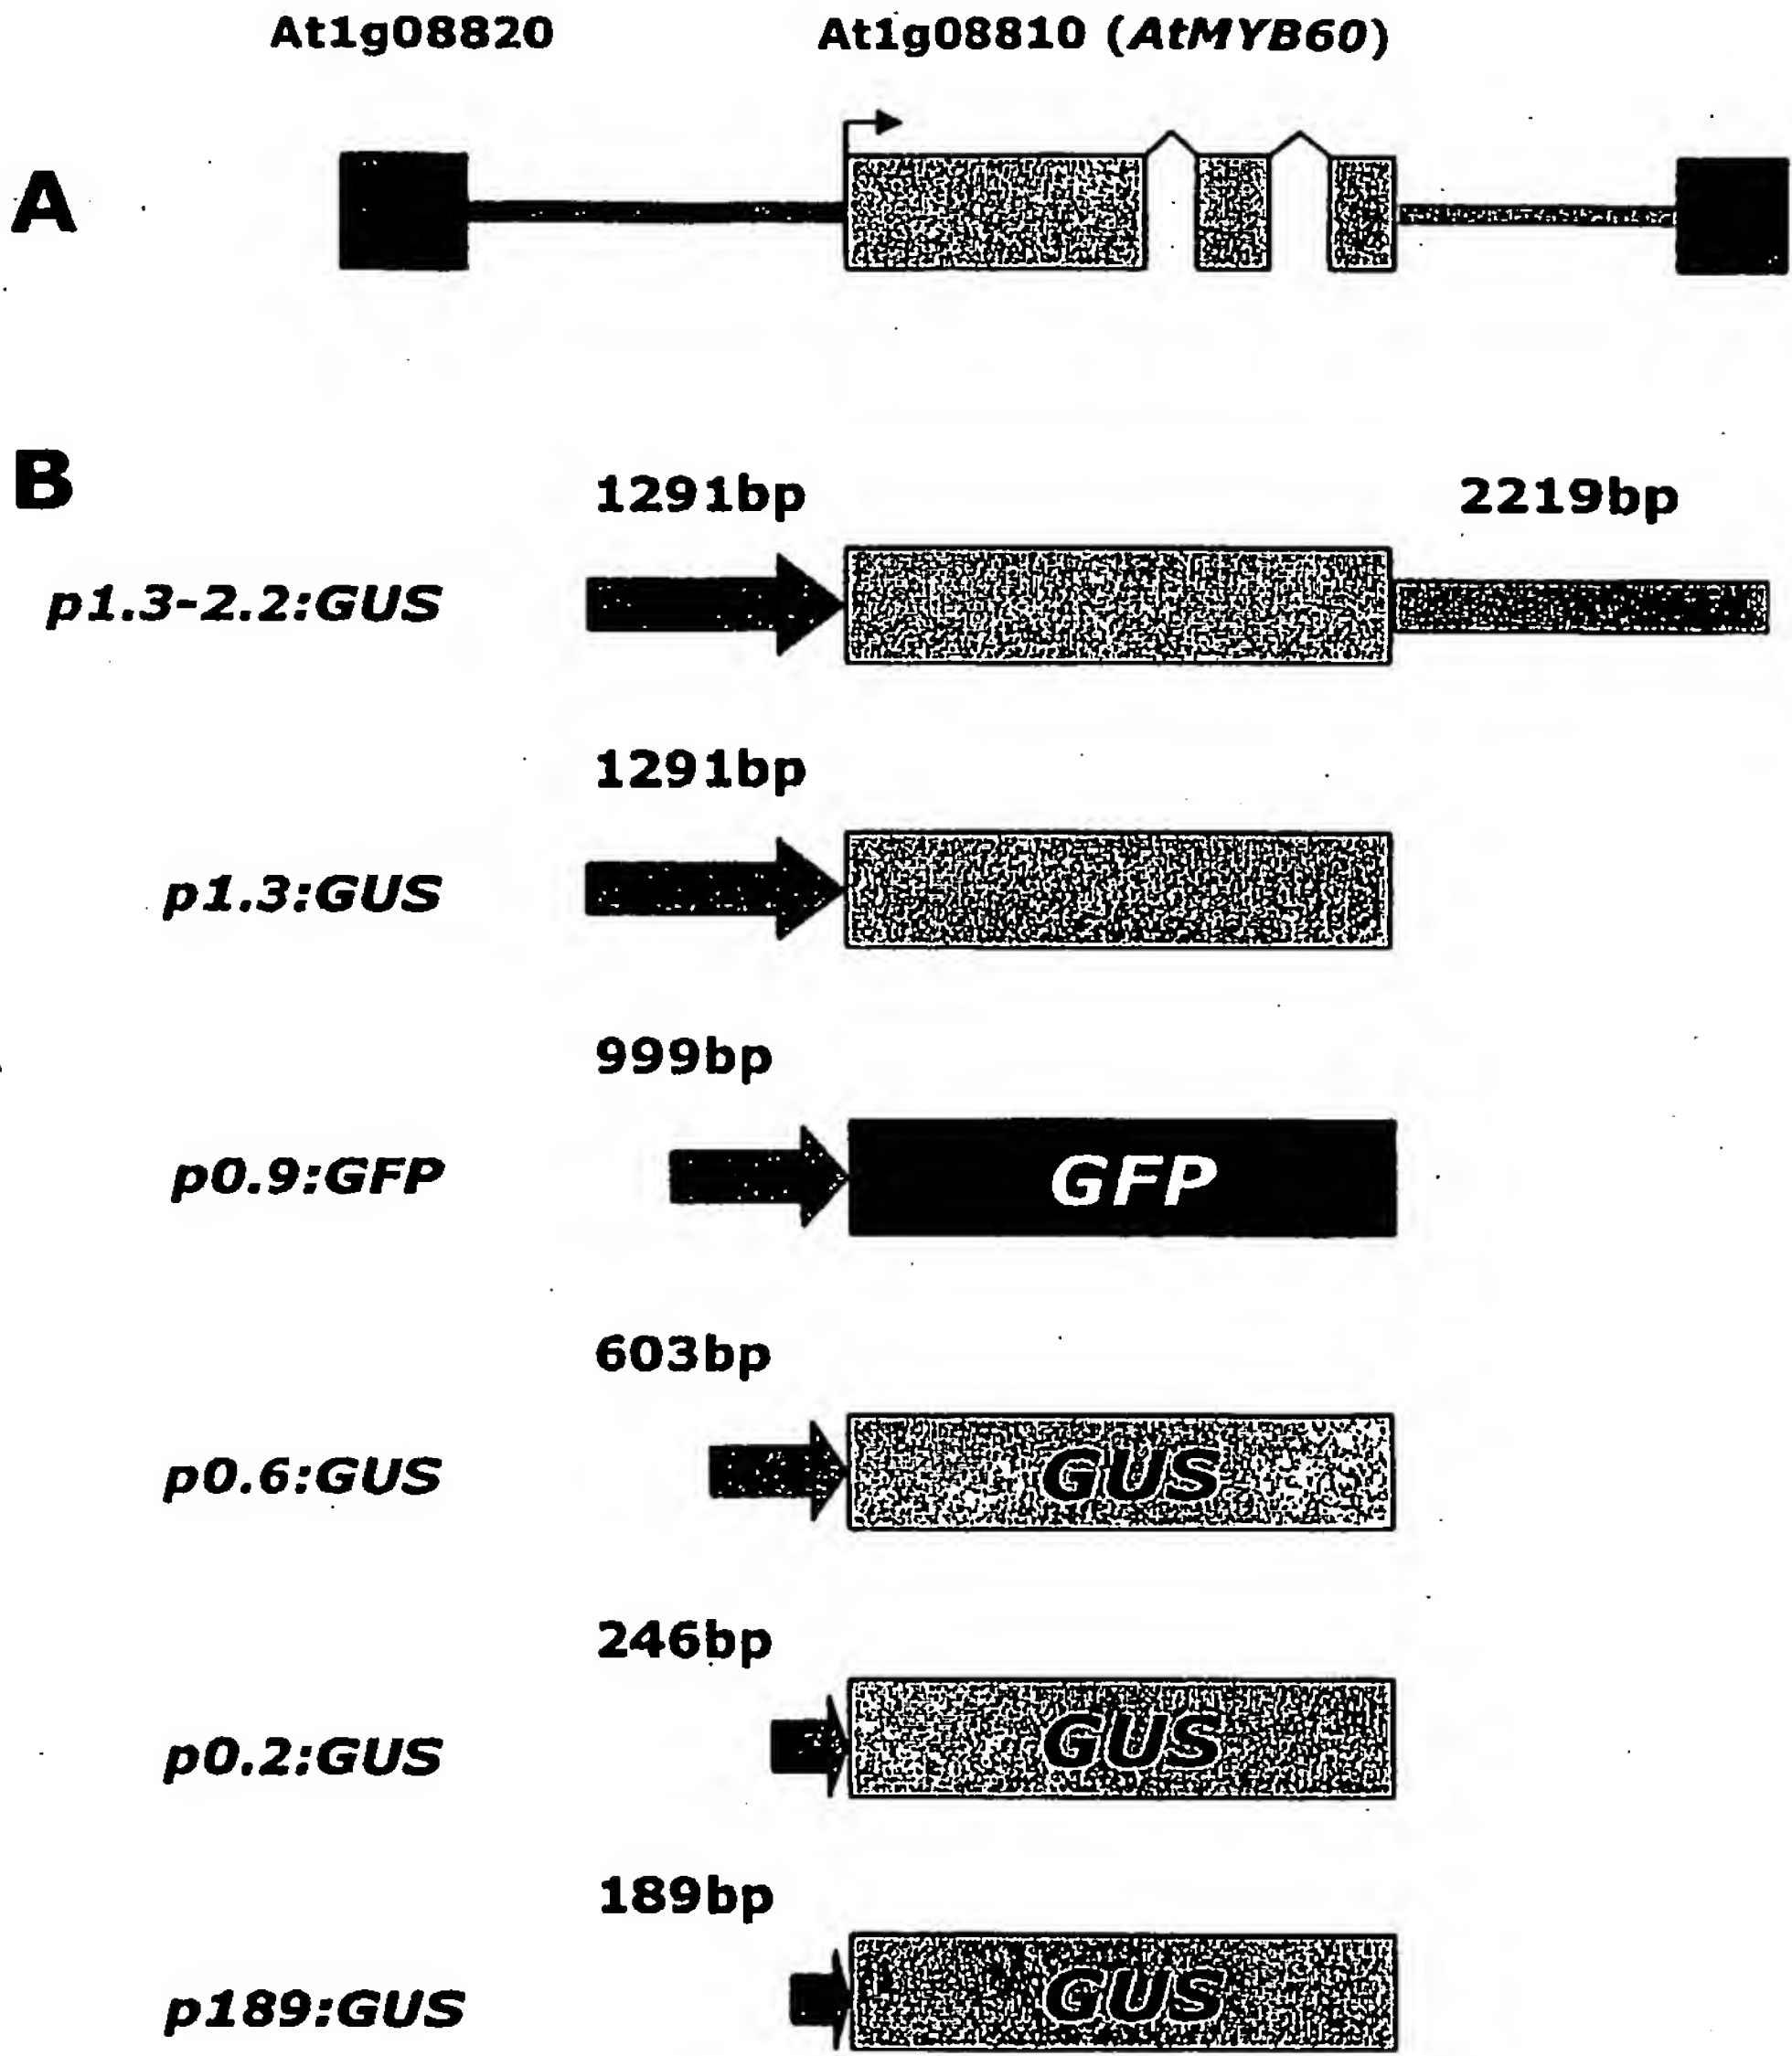 At1g08820 At1g08810 (AtMYB60)
A
B
1291bp 2219bp
p1.3-2.2:GUS
1291bp
p1.3:GUS
999bp
p0.9:GFP GFP
603bp
p0.6:GUS GUS
246bp
p0.2:GUS GUS
189bp
p189:GUS GUS